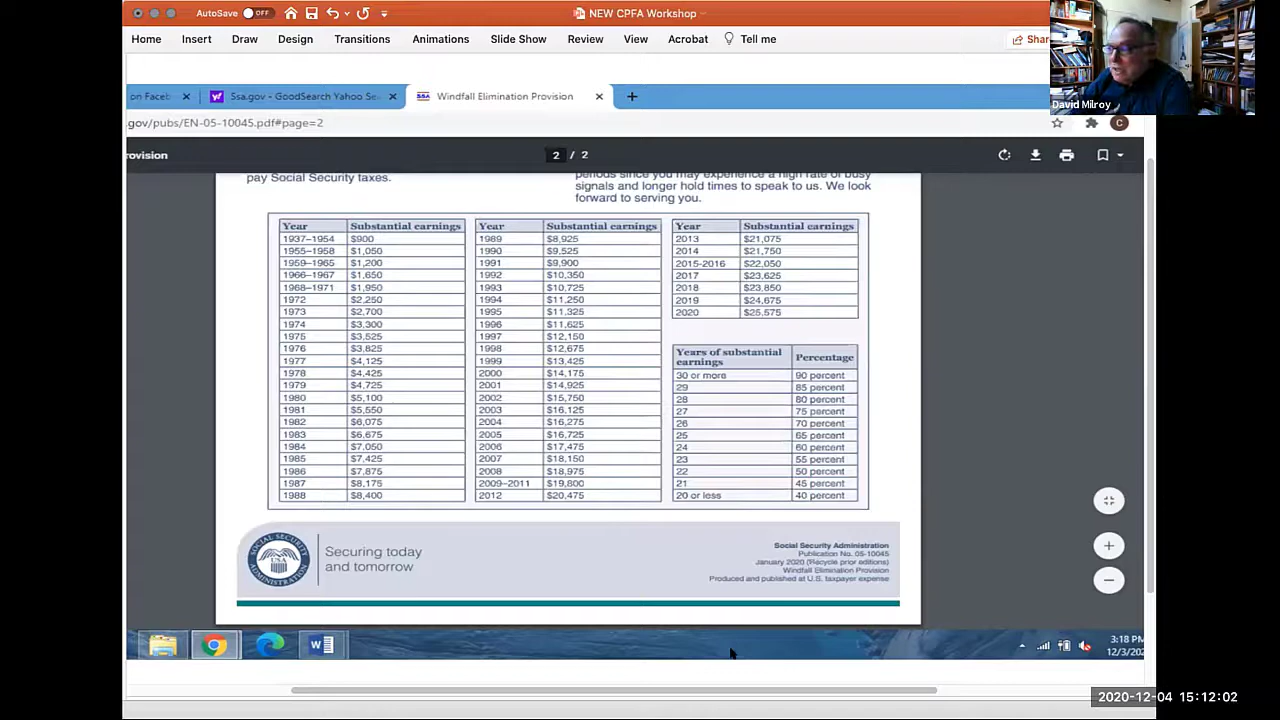 AutoSave OFF
NEW CPFA Workshop
Home Insert Draw Design Transitions Animations Slide Show Review View Acrobat Tell me Shar
David Milroy
on Faceb Ssa.gov - GoodSearch Yahoo Se Windfall Elimination Provision
.gov/pubs/EN-05-10045.pdf#page=2
C
rovision 2 / 2
pay Social Security taxes.
periods since you may experience a high rate of busy
signals and longer hold times to speak to us. We look
forward to serving you.
Year Substantial earnings
1937–1954 $900
1955–1958 $1,050
1959–1965 $1,200
1966–1967 $1,650
1968–1971 $1,950
1972 $2,250
1973 $2,700
1974 $3,300
1975 $3,525
1976 $3,825
1977 $4,125
1978 $4,425
1979 $4,725
1980 $5,100
1981 $5,550
1982 $6,075
1983 $6,675
1984 $7,050
1985 $7,425
1986 $7,875
1987 $8,175
1988 $8,400
Year Substantial earnings
1989 $8,925
1990 $9,525
1991 $9,900
1992 $10,350
1993 $10,725
1994 $11,250
1995 $11,325
1996 $11,625
1997 $12,150
1998 $12,675
1999 $13,425
2000 $14,175
2001 $14,925
2002 $15,750
2003 $16,125
2004 $16,275
2005 $16,725
2006 $17,475
2007 $18,150
2008 $18,975
2009–2011 $19,800
2012 $20,475
Year Substantial earnings
2013 $21,075
2014 $21,750
2015-2016 $22,050
2017 $23,625
2018 $23,850
2019 $24,675
2020 $25,575
Years of substantial
earnings Percentage
30 or more 90 percent
29 85 percent
28 80 percent
27 75 percent
26 70 percent
25 65 percent
24 60 percent
23 55 percent
22 50 percent
21 45 percent
20 or less 40 percent
SOCIAL SECURITY
ADMINISTRATION
USA
Securing today
and tomorrow
Social Security Administration
Publication No. 05-10045
January 2020 (Recycle prior editions)
Windfall Elimination Provision
Produced and published at U.S. taxpayer expense
3:18 PM
12/3/202
2020-12-04 15:12:02